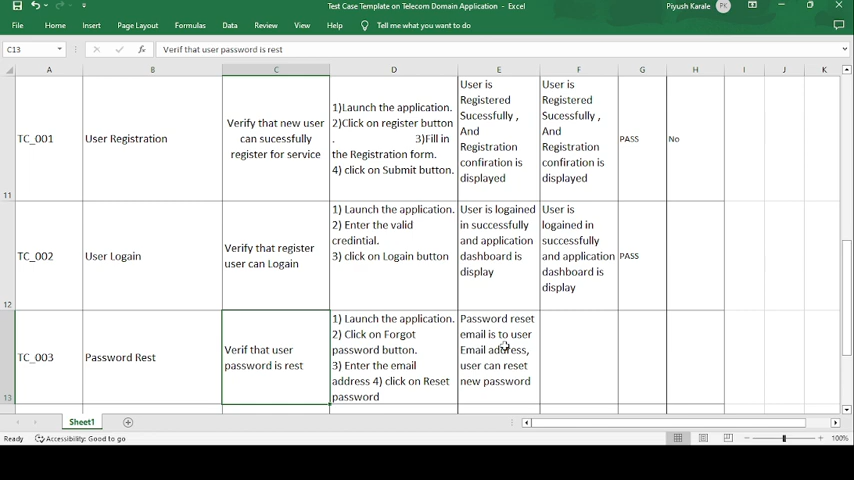 Test Case Template on Telecom Domain Application - Excel
Piyush Karale
PK
File Home Insert Page Layout Formulas Data Review View Help Tell me what you want to do
C13
fx
Verif that user password is rest
A B C D E F G H I J K
11
TC_001
User Registration
Verify that new user
can sucessfully
register for service
1)Launch the application.
2)Click on register button
. 3)Fill in
the Registration form.
4) click on Submit button.
User is
Registered
Sucessfully ,
And
Registration
confiration is
displayed
User is
Registered
Sucessfully ,
And
Registration
confiration is
displayed
PASS
No
12
TC_002
User Logain
Verify that register
user can Logain
1) Launch the application.
2) Enter the valid
credintial.
3) click on Logain button
User is logained
in successfully
and application
dashboard is
display
User is
logained in
successfully
and application
dashboard is
display
PASS
13
TC_003
Password Rest
Verif that user
password is rest
1) Launch the application.
2) Click on Forgot
password button.
3) Enter the email
address 4) click on Reset
password
Password reset
email is to user
Email address,
user can reset
new password
Sheet1
Ready
Accessibility: Good to go
100%